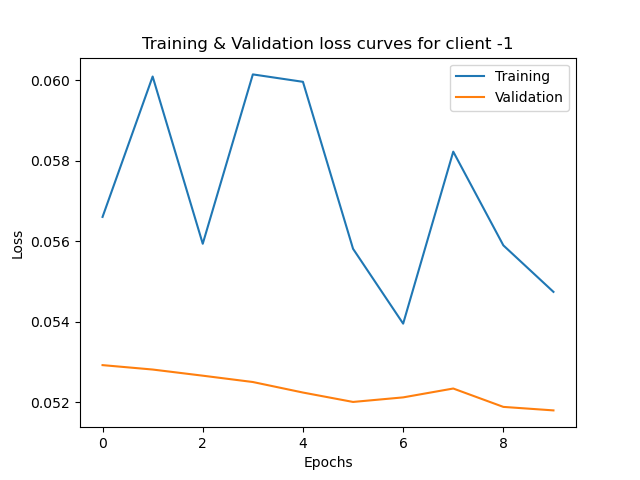 Training & Validation loss curves for client -1
Training
Validation
0.060
0.058
0.056
0.054
0.052
Loss
0
2
4
6
8
Epochs